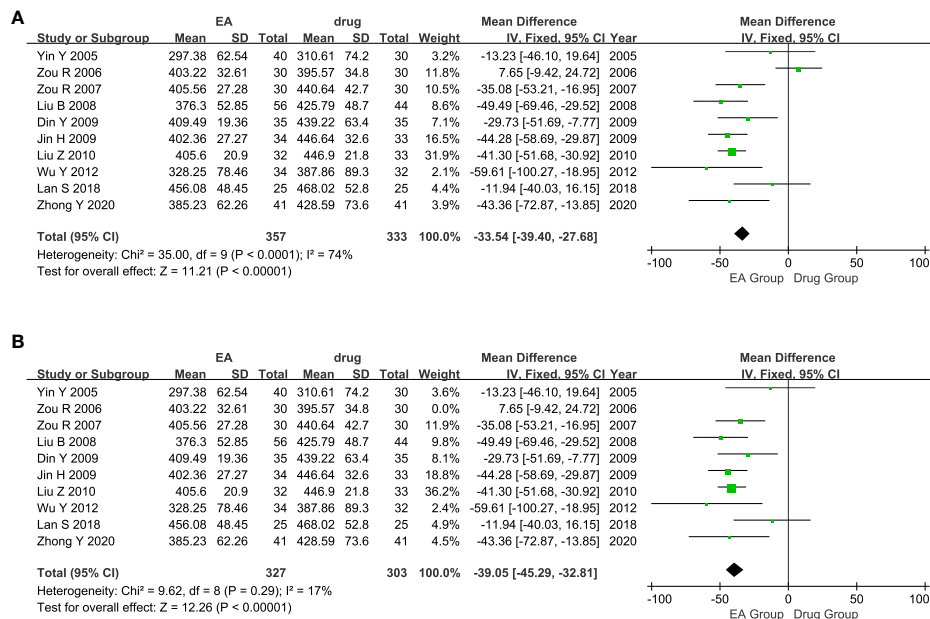 A
EA drug Mean Difference Mean Difference
Study or Subgroup Mean SD Total Mean SD Total Weight IV, Fixed, 95% CI Year IV, Fixed, 95% CI
Yin Y 2005 297.38 62.54 40 310.61 74.2 30 3.2% -13.23 [-46.10, 19.64] 2005
Zou R 2006 403.22 32.61 30 395.57 34.8 30 11.8% 7.65 [-9.42, 24.72] 2006
Zou R 2007 405.56 27.28 30 440.64 42.7 30 10.5% -35.08 [-53.21, -16.95] 2007
Liu B 2008 376.3 52.85 56 425.79 48.7 44 8.6% -49.49 [-69.46, -29.52] 2008
Din Y 2009 409.49 19.36 35 439.22 63.4 35 7.1% -29.73 [-51.69, -7.77] 2009
Jin H 2009 402.36 27.27 34 446.64 32.6 33 16.5% -44.28 [-58.69, -29.87] 2009
Liu Z 2010 405.6 20.9 32 446.9 21.8 33 31.9% -41.30 [-51.68, -30.92] 2010
Wu Y 2012 328.25 78.46 34 387.86 89.3 32 2.1% -59.61 [-100.27, -18.95] 2012
Lan S 2018 456.08 48.45 25 468.02 52.8 25 4.4% -11.94 [-40.03, 16.15] 2018
Zhong Y 2020 385.23 62.26 41 428.59 73.6 41 3.9% -43.36 [-72.87, -13.85] 2020
Total (95% CI) 357 333 100.0% -33.54 [-39.40, -27.68]
Heterogeneity: Chi² = 35.00, df = 9 (P < 0.0001); I² = 74%
Test for overall effect: Z = 11.21 (P < 0.00001)
-100 -50 0 50 100
EA Group Drug Group
B
EA drug Mean Difference Mean Difference
Study or Subgroup Mean SD Total Mean SD Total Weight IV, Fixed, 95% CI Year IV, Fixed, 95% CI
Yin Y 2005 297.38 62.54 40 310.61 74.2 30 3.6% -13.23 [-46.10, 19.64] 2005
Zou R 2006 403.22 32.61 30 395.57 34.8 30 0.0% 7.65 [-9.42, 24.72] 2006
Zou R 2007 405.56 27.28 30 440.64 42.7 30 11.9% -35.08 [-53.21, -16.95] 2007
Liu B 2008 376.3 52.85 56 425.79 48.7 44 9.8% -49.49 [-69.46, -29.52] 2008
Din Y 2009 409.49 19.36 35 439.22 63.4 35 8.1% -29.73 [-51.69, -7.77] 2009
Jin H 2009 402.36 27.27 34 446.64 32.6 33 18.8% -44.28 [-58.69, -29.87] 2009
Liu Z 2010 405.6 20.9 32 446.9 21.8 33 36.2% -41.30 [-51.68, -30.92] 2010
Wu Y 2012 328.25 78.46 34 387.86 89.3 32 2.4% -59.61 [-100.27, -18.95] 2012
Lan S 2018 456.08 48.45 25 468.02 52.8 25 4.9% -11.94 [-40.03, 16.15] 2018
Zhong Y 2020 385.23 62.26 41 428.59 73.6 41 4.5% -43.36 [-72.87, -13.85] 2020
Total (95% CI) 327 303 100.0% -39.05 [-45.29, -32.81]
Heterogeneity: Chi² = 9.62, df = 8 (P = 0.29); I² = 17%
Test for overall effect: Z = 12.26 (P < 0.00001)
-100 -50 0 50 100
EA Group Drug Group